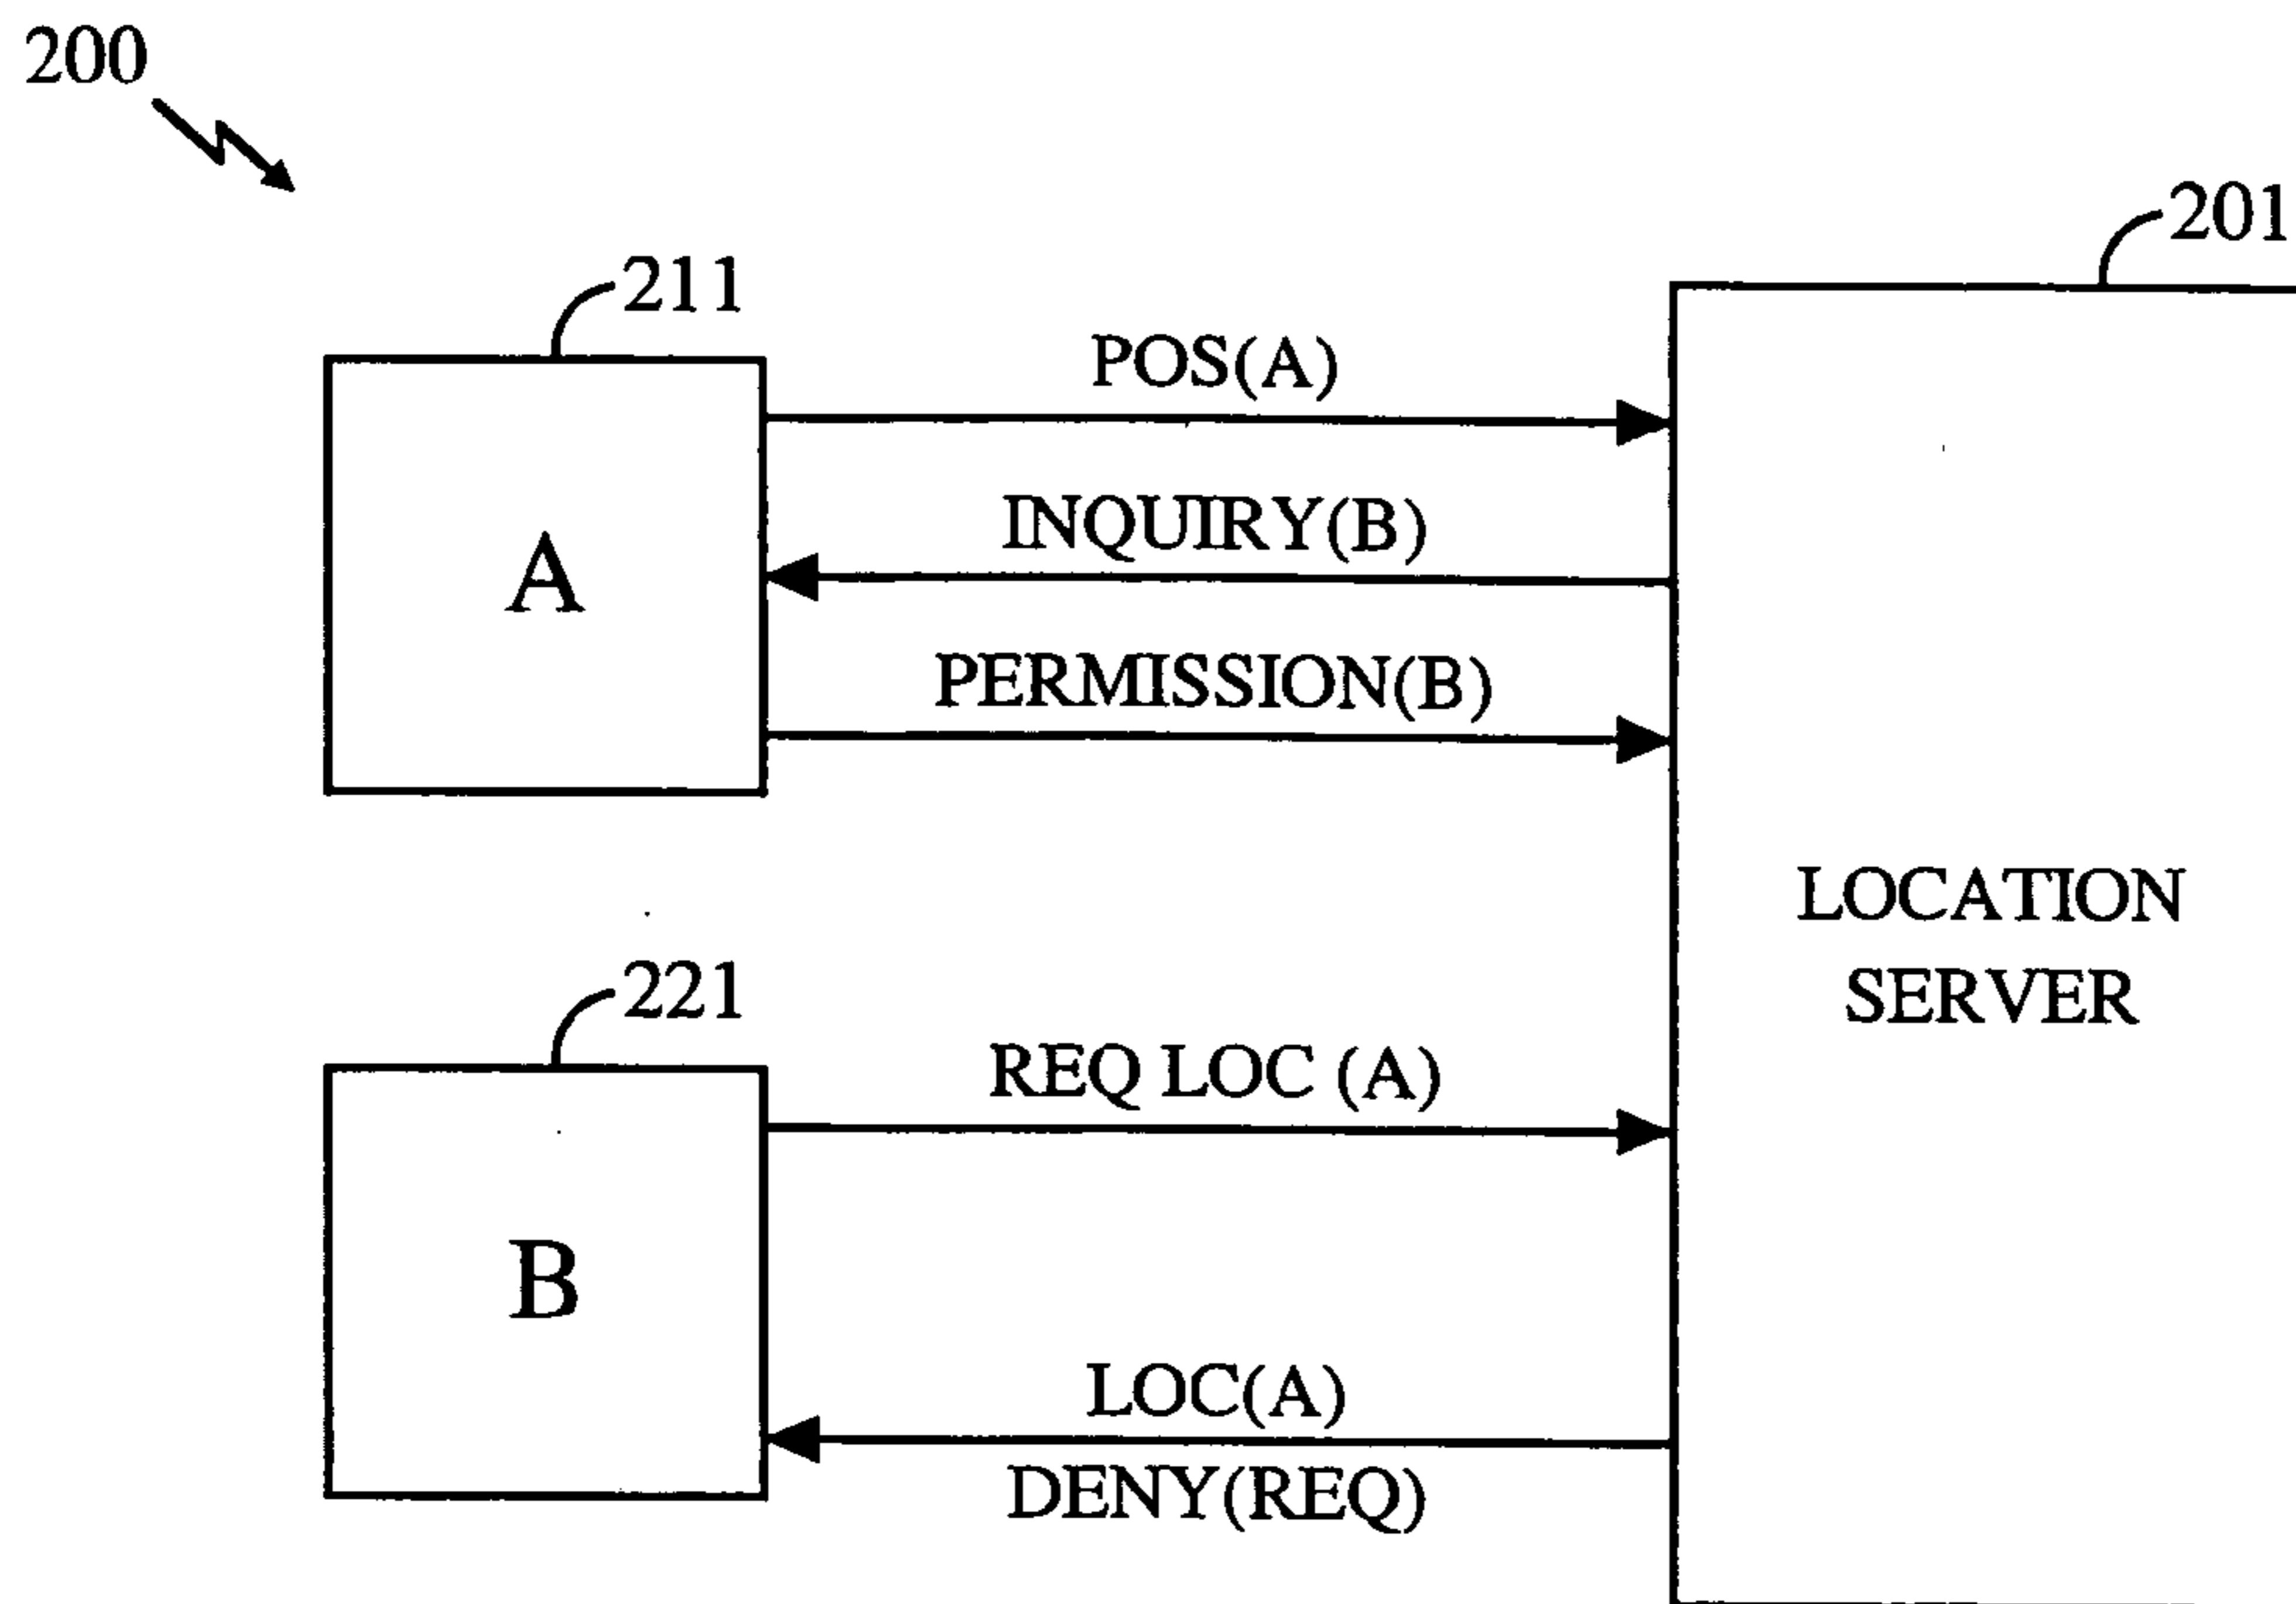 200
201
211
POS(A)
INQUIRY(B)
A
PERMISSION(B)
LOCATION
SERVER
221
REQ LOC (A)
B
LOC(A)
DENY(REQ)